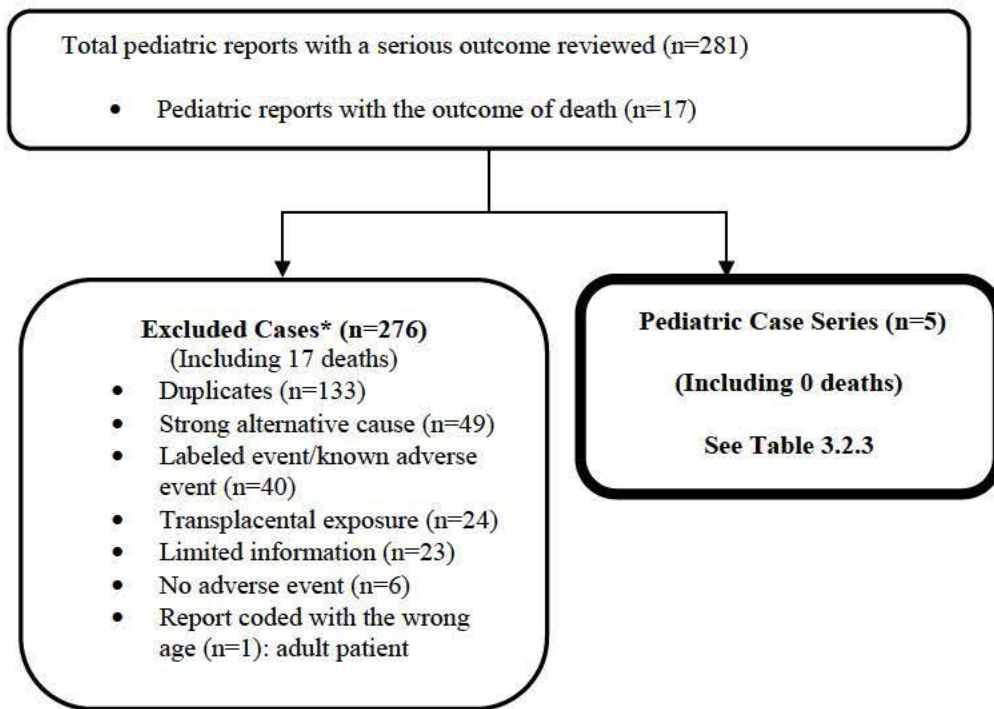 Total pediatric reports with a serious outcome reviewed (n=281)
• Pediatric reports with the outcome of death (n=17)
Excluded Cases* (n=276)
(Including 17 deaths)
• Duplicates (n=133)
• Strong alternative cause (n=49)
• Labeled event/known adverse
event (n=40)
• Transplacental exposure (n=24)
• Limited information (n=23)
• No adverse event (n=6)
• Report coded with the wrong
age (n=1): adult patient
Pediatric Case Series (n=5)
(Including 0 deaths)
See Table 3.2.3